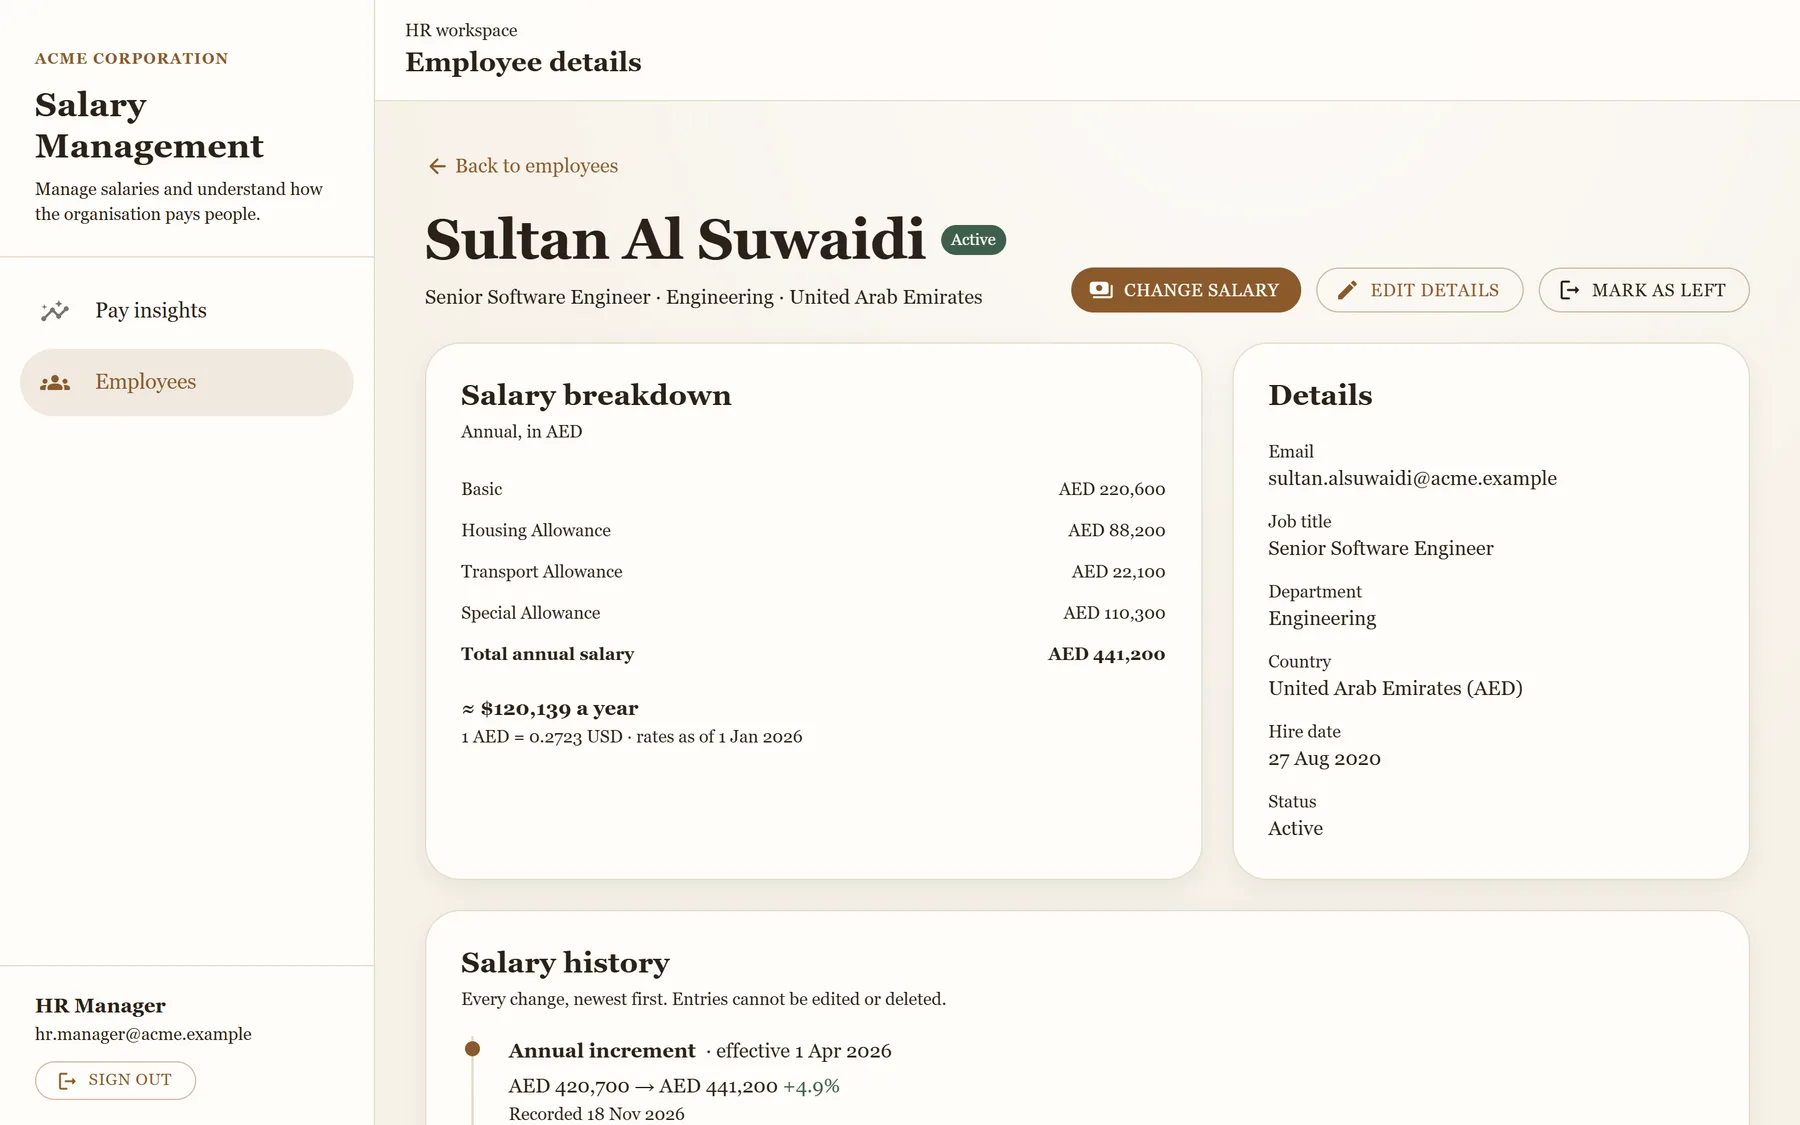 ACME CORPORATION
Salary
Management
Manage salaries and understand how
the organisation pays people.
Pay insights
Employees
HR Manager
hr.manager@acme.example
SIGN OUT
HR workspace
Employee details
Back to employees
Sultan Al Suwaidi Active
Senior Software Engineer · Engineering · United Arab Emirates
CHANGE SALARY EDIT DETAILS MARK AS LEFT
Salary breakdown
Annual, in AED
Basic AED 220,600
Housing Allowance AED 88,200
Transport Allowance AED 22,100
Special Allowance AED 110,300
Total annual salary AED 441,200
≈ $120,139 a year
1 AED = 0.2723 USD · rates as of 1 Jan 2026
Details
Email
sultan.alsuwaidi@acme.example
Job title
Senior Software Engineer
Department
Engineering
Country
United Arab Emirates (AED)
Hire date
27 Aug 2020
Status
Active
Salary history
Every change, newest first. Entries cannot be edited or deleted.
Annual increment · effective 1 Apr 2026
AED 420,700 → AED 441,200 +4.9%
Recorded 18 Nov 2026